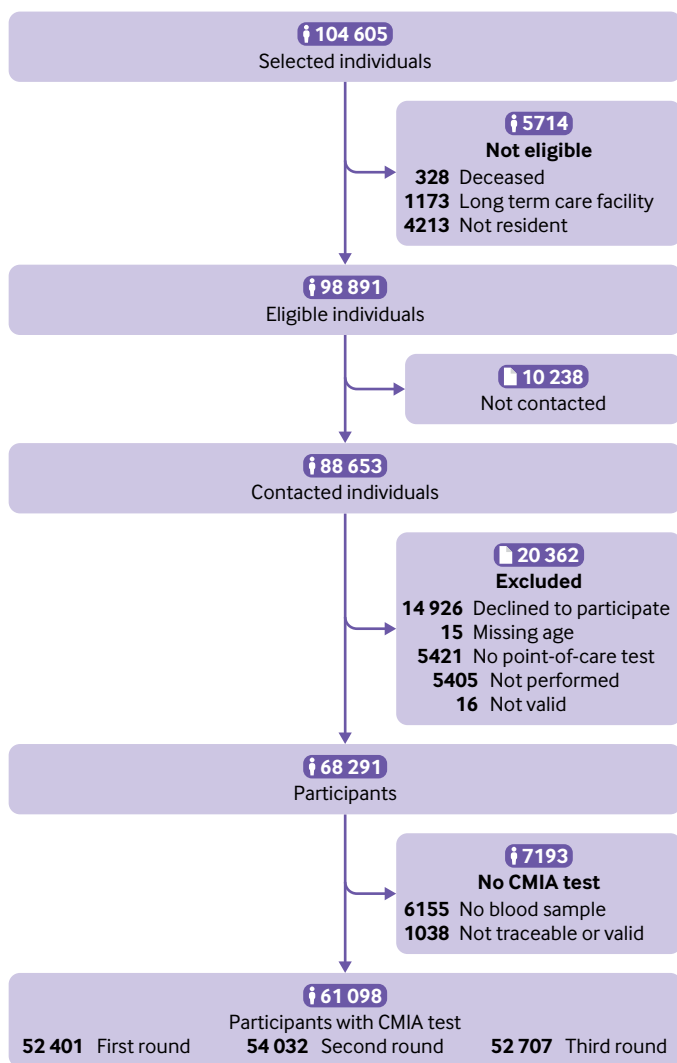 104 605
Selected individuals
5714
Not eligible
328 Deceased
1173 Long term care facility
4213 Not resident
98 891
Eligible individuals
10 238
Not contacted
88 653
Contacted individuals
20 362
Excluded
14 926 Declined to participate
15 Missing age
5421 No point-of-care test
5405 Not performed
16 Not valid
68 291
Participants
7193
No CMIA test
6155 No blood sample
1038 Not traceable or valid
61 098
Participants with CMIA test
52 401 First round 54 032 Second round 52 707 Third round